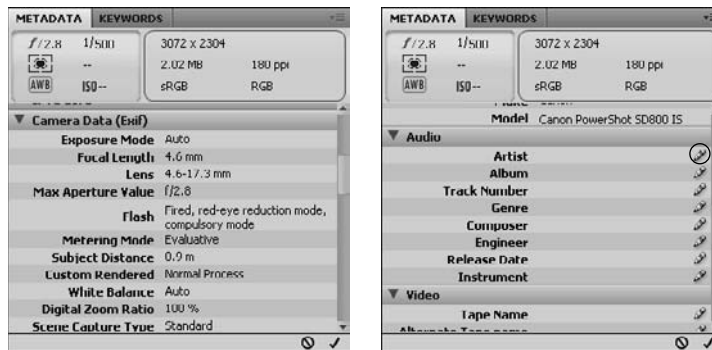 METADATA KEYWORDS
f/2.8 1/500
--
AWB ISO--
3072 x 2304
2.02 MB 180 ppi
sRGB RGB
Camera Data (Exif)
Exposure Mode Auto
Focal Length 4.6 mm
Lens 4.6-17.3 mm
Max Aperture Value f/2.8
Flash Fired, red-eye reduction mode,
compulsory mode
Metering Mode Evaluative
Subject Distance 0.9 m
Custom Rendered Normal Process
White Balance Auto
Digital Zoom Ratio 100 %
Scene Capture Type Standard
METADATA KEYWORDS
f/2.8 1/500
--
AWB ISO--
3072 x 2304
2.02 MB 180 ppi
sRGB RGB
Make Canon
Model Canon PowerShot SD800 IS
Audio
Artist
Album
Track Number
Genre
Composer
Engineer
Release Date
Instrument
Video
Tape Name
Alternate Tape name